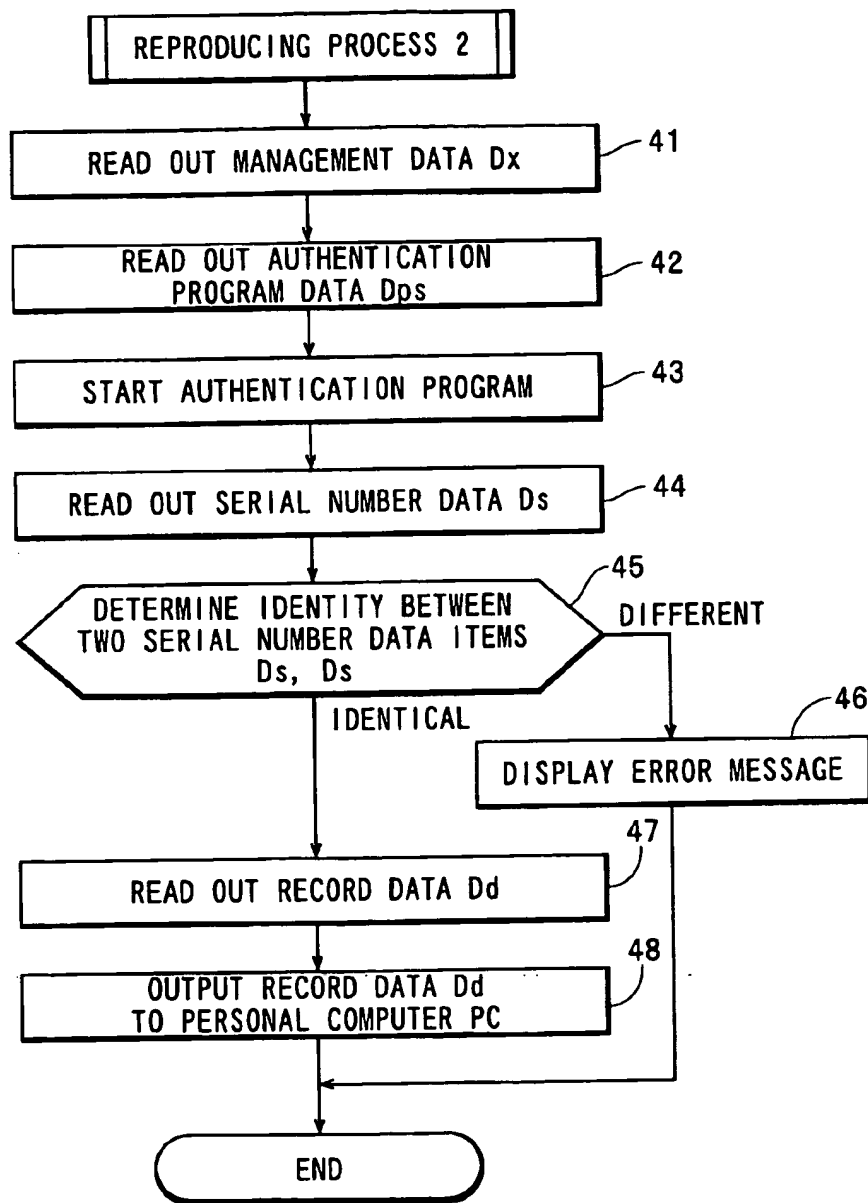 REPRODUCING PROCESS 2
41
READ OUT MANAGEMENT DATA Dx
42
READ OUT AUTHENTICATION
PROGRAM DATA Dps
43
START AUTHENTICATION PROGRAM
44
READ OUT SERIAL NUMBER DATA Ds
45
DETERMINE IDENTITY BETWEEN
TWO SERIAL NUMBER DATA ITEMS
Ds, Ds
DIFFERENT
IDENTICAL
46
DISPLAY ERROR MESSAGE
47
READ OUT RECORD DATA Dd
48
OUTPUT RECORD DATA Dd
TO PERSONAL COMPUTER PC
END